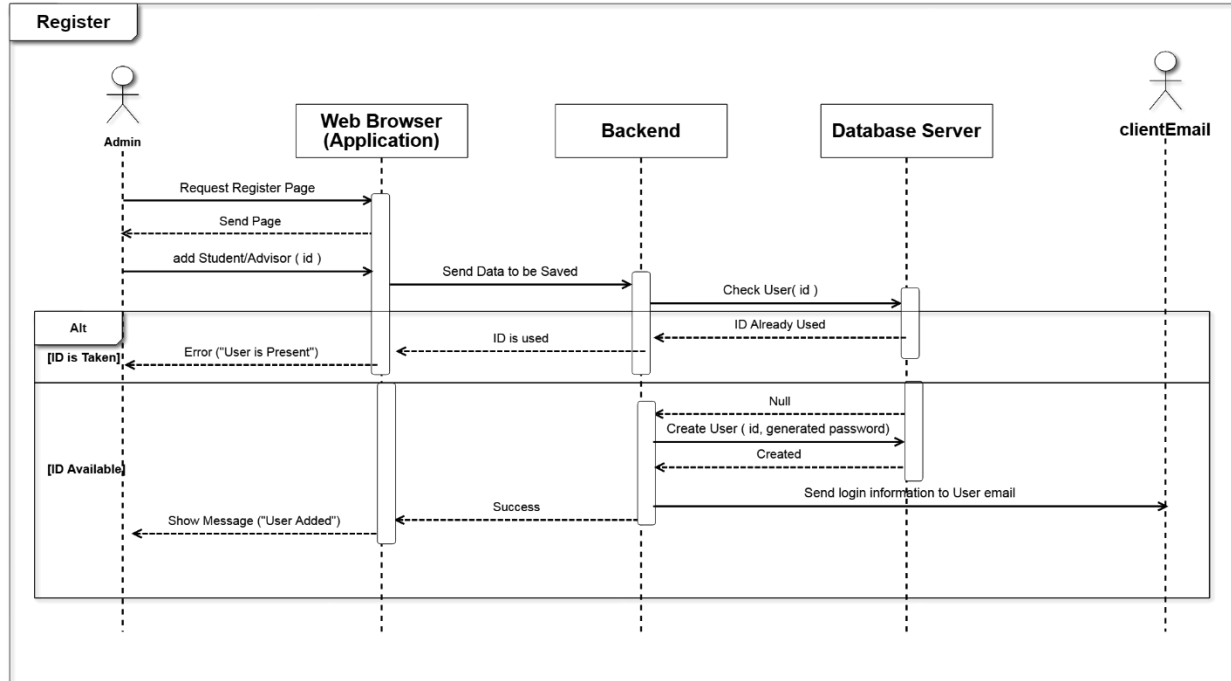 Register
Admin
Web Browser
(Application)
Backend
Database Server
clientEmail
Request Register Page
Send Page
add Student/Advisor ( id )
Send Data to be Saved
Check User( id )
Alt
ID Already Used
ID is used
[ID is Taken]
Error ("User is Present")
Null
Create User ( id, generated password)
Created
[ID Available]
Send login information to User email
Success
Show Message ("User Added")